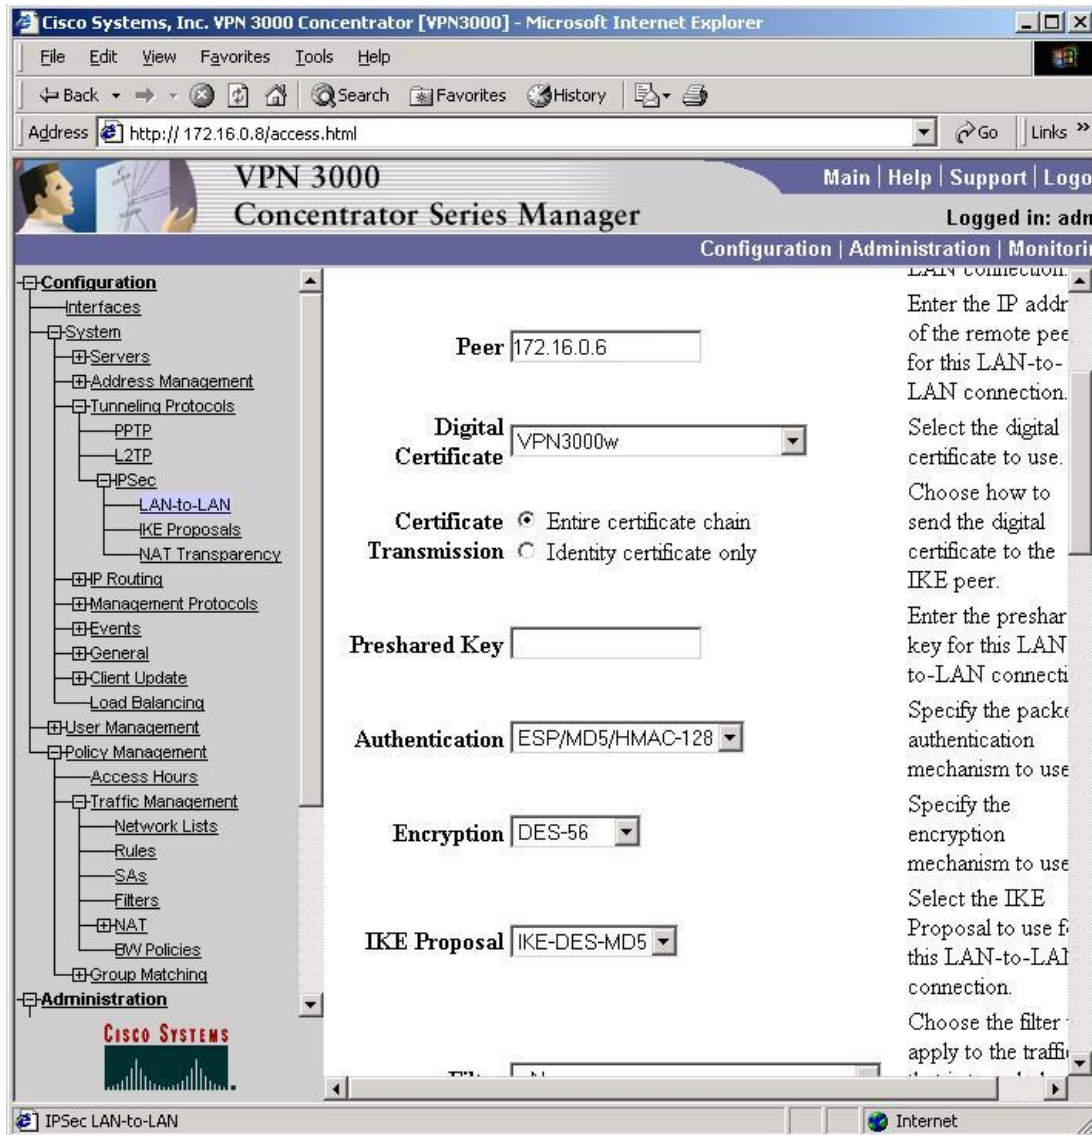 Cisco Systems, Inc. VPN 3000 Concentrator [VPN3000] - Microsoft Internet Explorer
File Edit View Favorites Tools Help
Back Search Favorites History
Address http:// 172.16.0.8/access.html Go Links »
VPN 3000
Concentrator Series Manager
Main | Help | Support | Logo
Logged in: adm
Configuration | Administration | Monitorin
Configuration
Interfaces
System
Servers
Address Management
Tunneling Protocols
PPTP
L2TP
IPSec
LAN-to-LAN
IKE Proposals
NAT Transparency
IP Routing
Management Protocols
Events
General
Client Update
Load Balancing
User Management
Policy Management
Access Hours
Traffic Management
Network Lists
Rules
SAs
Filters
NAT
BW Policies
Group Matching
Administration
CISCO SYSTEMS
LAN connection.
Peer 172.16.0.6
Enter the IP addr
of the remote pee
for this LAN-to-
LAN connection.
Digital
Certificate
VPN3000w
Select the digital
certificate to use.
Certificate
Transmission
Entire certificate chain
Identity certificate only
Choose how to
send the digital
certificate to the
IKE peer.
Preshared Key
Enter the preshar
key for this LAN
to-LAN connecti
Authentication ESP/MD5/HMAC-128
Specify the packe
authentication
mechanism to use
Encryption DES-56
Specify the
encryption
mechanism to use
IKE Proposal IKE-DES-MD5
Select the IKE
Proposal to use fo
this LAN-to-LAN
connection.
Choose the filter
apply to the traffi
IPSec LAN-to-LAN Internet